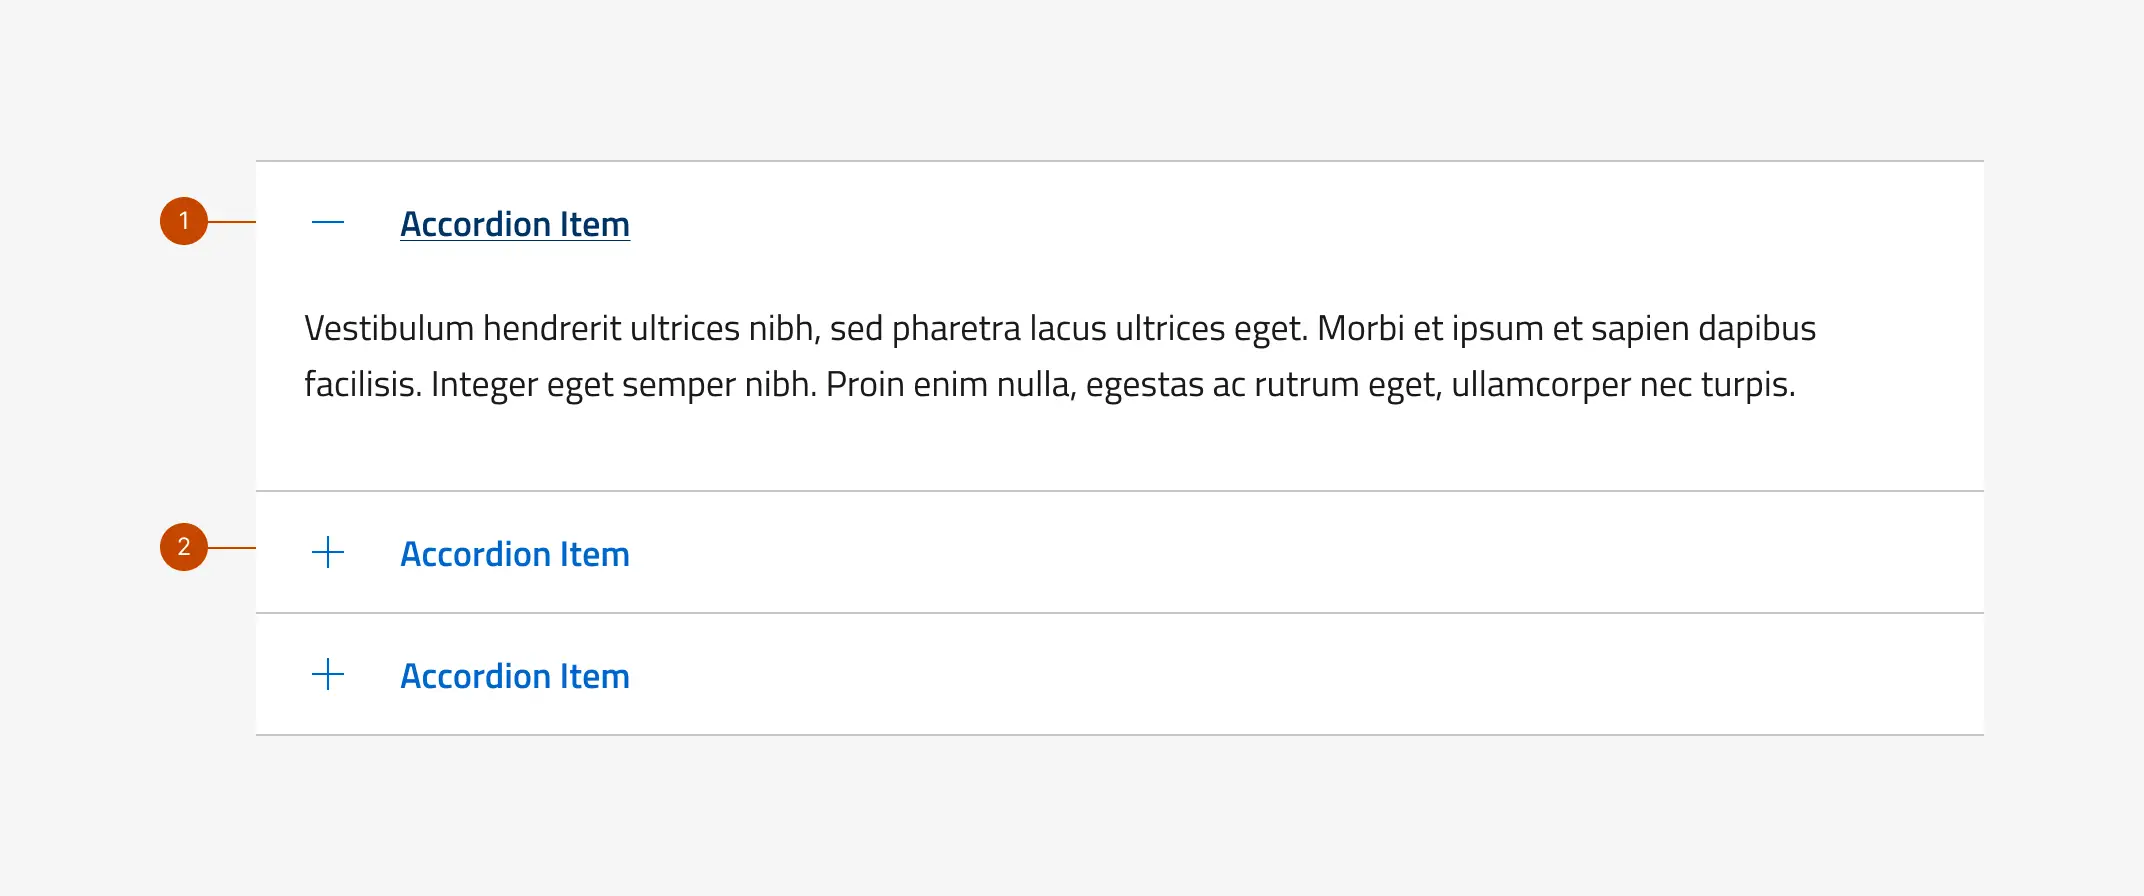 1
Accordion Item
Vestibulum hendrerit ultrices nibh, sed pharetra lacus ultrices eget. Morbi et ipsum et sapien dapibus
facilisis. Integer eget semper nibh. Proin enim nulla, egestas ac rutrum eget, ullamcorper nec turpis.
2
Accordion Item
Accordion Item